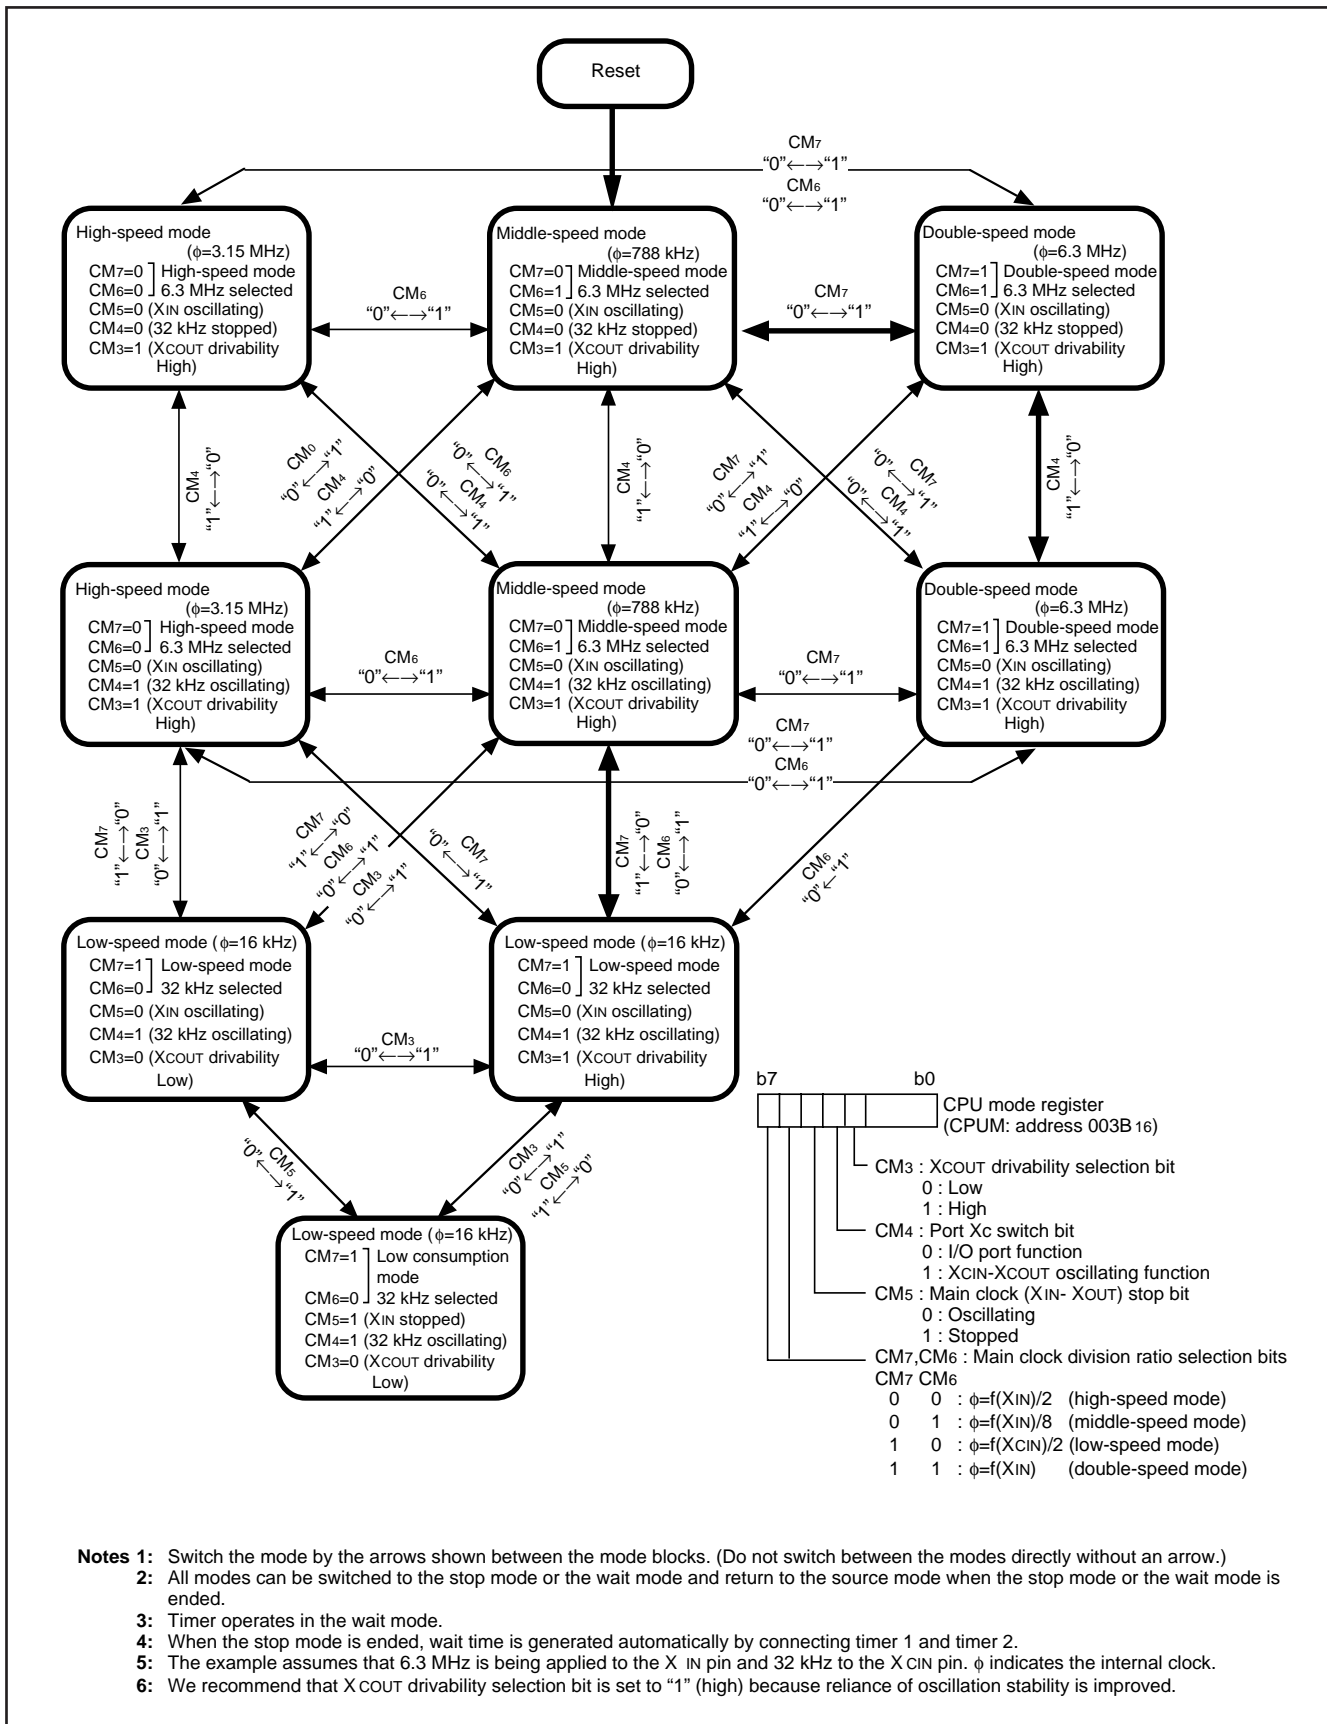 Reset
CM7
“0”←→“1”
CM6
“0”←→“1”
High-speed mode
(ϕ=3.15 MHz)
CM7=0 High-speed mode
CM6=0 6.3 MHz selected
CM5=0 (XIN oscillating)
CM4=0 (32 kHz stopped)
CM3=1 (XCOUT drivability
High)
CM6
“0”←→“1”
Middle-speed mode
(ϕ=788 kHz)
CM7=0 Middle-speed mode
CM6=1 6.3 MHz selected
CM5=0 (XIN oscillating)
CM4=0 (32 kHz stopped)
CM3=1 (XCOUT drivability
High)
CM7
“0”←→“1”
Double-speed mode
(ϕ=6.3 MHz)
CM7=1 Double-speed mode
CM6=1 6.3 MHz selected
CM5=0 (XIN oscillating)
CM4=0 (32 kHz stopped)
CM3=1 (XCOUT drivability
High)
CM4
“1”←→“0”
CM0
“0”←→“1”
CM4
“1”←→“0”
CM6
“0”←→“1”
CM4
“0”←→“1”
CM4
“1”←→“0”
CM7
“0”←→“1”
CM4
“1”←→“0”
CM7
“0”←→“1”
CM4
“0”←→“1”
CM4
“1”←→“0”
High-speed mode
(ϕ=3.15 MHz)
CM7=0 High-speed mode
CM6=0 6.3 MHz selected
CM5=0 (XIN oscillating)
CM4=1 (32 kHz oscillating)
CM3=1 (XCOUT drivability
High)
CM6
“0”←→“1”
Middle-speed mode
(ϕ=788 kHz)
CM7=0 Middle-speed mode
CM6=1 6.3 MHz selected
CM5=0 (XIN oscillating)
CM4=1 (32 kHz oscillating)
CM3=1 (XCOUT drivability
High)
CM7
“0”←→“1”
Double-speed mode
(ϕ=6.3 MHz)
CM7=1 Double-speed mode
CM6=1 6.3 MHz selected
CM5=0 (XIN oscillating)
CM4=1 (32 kHz oscillating)
CM3=1 (XCOUT drivability
High)
CM7
“0”←→“1”
CM6
“0”←→“1”
CM7
“1”←→“0”
CM3
“0”←→“1”
CM7
“1”←→“0”
CM6
“0”←→“1”
CM3
“0”←→“1”
CM7
“0”←→“1”
CM7
“1”←→“0”
CM6
“0”←→“1”
CM6
“0”←“1”
Low-speed mode (ϕ=16 kHz)
CM7=1 Low-speed mode
CM6=0 32 kHz selected
CM5=0 (XIN oscillating)
CM4=1 (32 kHz oscillating)
CM3=0 (XCOUT drivability
Low)
CM3
“0”←→“1”
Low-speed mode (ϕ=16 kHz)
CM7=1 Low-speed mode
CM6=0 32 kHz selected
CM5=0 (XIN oscillating)
CM4=1 (32 kHz oscillating)
CM3=1 (XCOUT drivability
High)
CM5
“0”←→“1”
CM3
“0”←→“1”
CM5
“1”←→“0”
Low-speed mode (ϕ=16 kHz)
CM7=1 Low consumption
mode
CM6=0 32 kHz selected
CM5=1 (XIN stopped)
CM4=1 (32 kHz oscillating)
CM3=0 (XCOUT drivability
Low)
b7 b0
CPU mode register
(CPUM: address 003B16)
CM3 : XCOUT drivability selection bit
0 : Low
1 : High
CM4 : Port Xc switch bit
0 : I/O port function
1 : XCIN-XCOUT oscillating function
CM5 : Main clock (XIN- XOUT) stop bit
0 : Oscillating
1 : Stopped
CM7,CM6 : Main clock division ratio selection bits
CM7 CM6
0 0 : ϕ=f(XIN)/2 (high-speed mode)
0 1 : ϕ=f(XIN)/8 (middle-speed mode)
1 0 : ϕ=f(XCIN)/2 (low-speed mode)
1 1 : ϕ=f(XIN) (double-speed mode)
Notes 1: Switch the mode by the arrows shown between the mode blocks. (Do not switch between the modes directly without an arrow.)
2: All modes can be switched to the stop mode or the wait mode and return to the source mode when the stop mode or the wait mode is
ended.
3: Timer operates in the wait mode.
4: When the stop mode is ended, wait time is generated automatically by connecting timer 1 and timer 2.
5: The example assumes that 6.3 MHz is being applied to the X IN pin and 32 kHz to the X CIN pin. ϕ indicates the internal clock.
6: We recommend that X COUT drivability selection bit is set to “1” (high) because reliance of oscillation stability is improved.